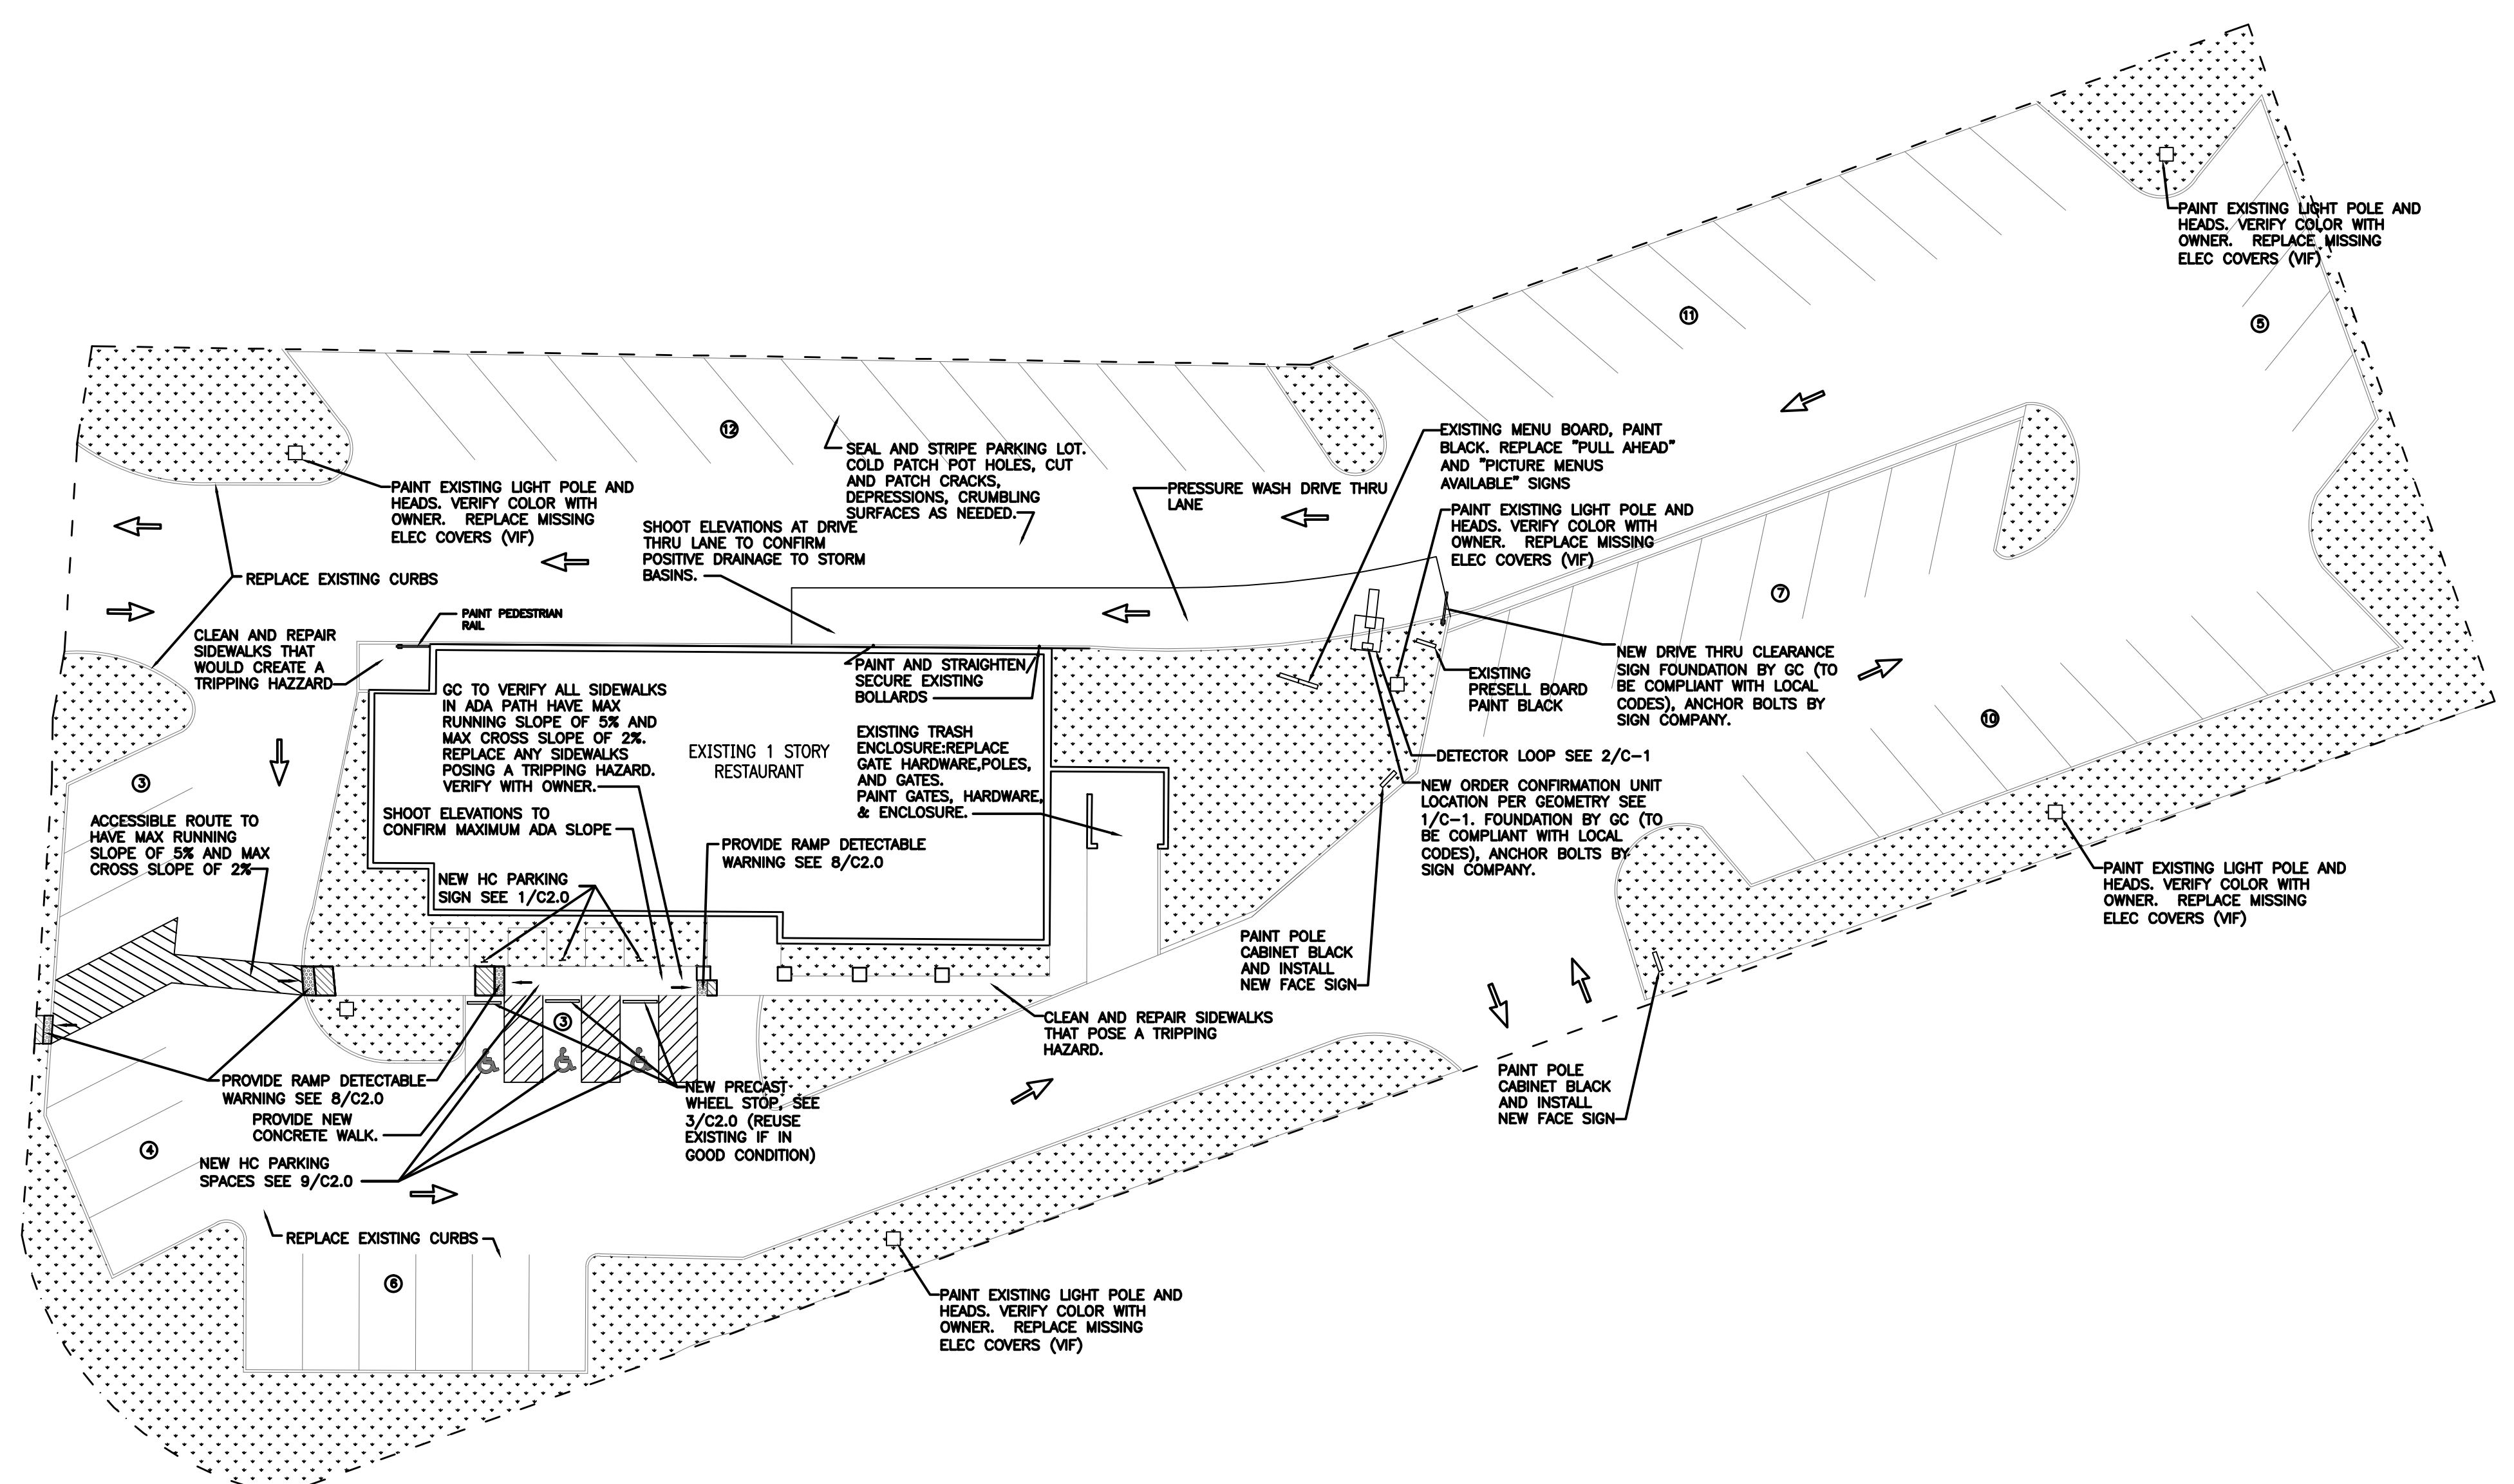 PAINT EXISTING LIGHT POLE AND
HEADS. VERIFY COLOR WITH
OWNER. REPLACE MISSING
ELEC COVERS (VIF)
11
5
12
SEAL AND STRIPE PARKING LOT.
COLD PATCH POT HOLES, CUT
AND PATCH CRACKS,
DEPRESSIONS, CRUMBLING
SURFACES AS NEEDED.
EXISTING MENU BOARD, PAINT
BLACK. REPLACE "PULL AHEAD"
AND "PICTURE MENUS
AVAILABLE" SIGNS
PAINT EXISTING LIGHT POLE AND
HEADS. VERIFY COLOR WITH
OWNER. REPLACE MISSING
ELEC COVERS (VIF)
PRESSURE WASH DRIVE THRU
LANE
PAINT EXISTING LIGHT POLE AND
HEADS. VERIFY COLOR WITH
OWNER. REPLACE MISSING
ELEC COVERS (VIF)
SHOOT ELEVATIONS AT DRIVE
THRU LANE TO CONFIRM
POSITIVE DRAINAGE TO STORM
BASINS.
REPLACE EXISTING CURBS
7
PAINT PEDESTRIAN
RAIL
CLEAN AND REPAIR
SIDEWALKS THAT
WOULD CREATE A
TRIPPING HAZZARD
PAINT AND STRAIGHTEN/
SECURE EXISTING
BOLLARDS
EXISTING
PRESELL BOARD
PAINT BLACK
NEW DRIVE THRU CLEARANCE
SIGN FOUNDATION BY GC (TO
BE COMPLIANT WITH LOCAL
CODES), ANCHOR BOLTS BY
SIGN COMPANY.
GC TO VERIFY ALL SIDEWALKS
IN ADA PATH HAVE MAX
RUNNING SLOPE OF 5% AND
MAX CROSS SLOPE OF 2%.
REPLACE ANY SIDEWALKS
POSING A TRIPPING HAZARD.
VERIFY WITH OWNER.
EXISTING 1 STORY
RESTAURANT
EXISTING TRASH
ENCLOSURE:REPLACE
GATE HARDWARE,POLES,
AND GATES.
PAINT GATES, HARDWARE,
& ENCLOSURE.
10
DETECTOR LOOP SEE 2/C-1
3
NEW ORDER CONFIRMATION UNIT
LOCATION PER GEOMETRY SEE
1/C-1. FOUNDATION BY GC (TO
BE COMPLIANT WITH LOCAL
CODES), ANCHOR BOLTS BY
SIGN COMPANY.
ACCESSIBLE ROUTE TO
HAVE MAX RUNNING
SLOPE OF 5% AND MAX
CROSS SLOPE OF 2%
SHOOT ELEVATIONS TO
CONFIRM MAXIMUM ADA SLOPE
PROVIDE RAMP DETECTABLE
WARNING SEE 8/C2.0
NEW HC PARKING
SIGN SEE 1/C2.0
PAINT EXISTING LIGHT POLE AND
HEADS. VERIFY COLOR WITH
OWNER. REPLACE MISSING
ELEC COVERS (VIF)
PAINT POLE
CABINET BLACK
AND INSTALL
NEW FACE SIGN
3
CLEAN AND REPAIR SIDEWALKS
THAT POSE A TRIPPING
HAZARD.
PROVIDE RAMP DETECTABLE
WARNING SEE 8/C2.0
PROVIDE NEW
CONCRETE WALK.
NEW PRECAST
WHEEL STOP, SEE
3/C2.0 (REUSE
EXISTING IF IN
GOOD CONDITION)
PAINT POLE
CABINET BLACK
AND INSTALL
NEW FACE SIGN
4
NEW HC PARKING
SPACES SEE 9/C2.0
REPLACE EXISTING CURBS
6
PAINT EXISTING LIGHT POLE AND
HEADS. VERIFY COLOR WITH
OWNER. REPLACE MISSING
ELEC COVERS (VIF)